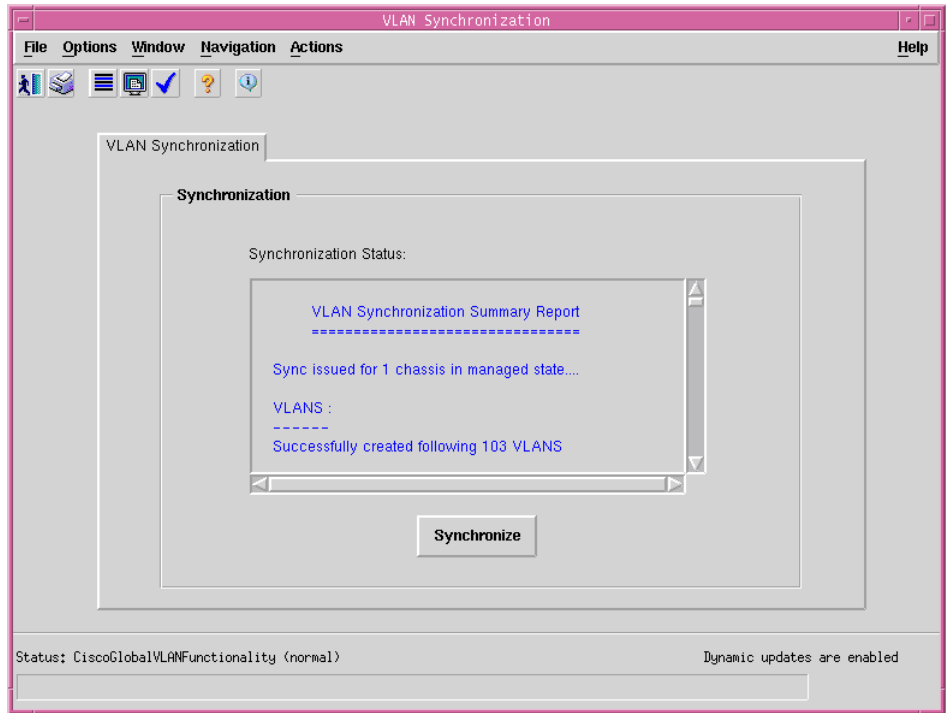 VLAN Synchronization
File Options Window Navigation Actions Help
VLAN Synchronization
Synchronization
Synchronization Status:
VLAN Synchronization Summary Report
================================
Sync issued for 1 chassis in managed state....
VLANS :
------
Successfully created following 103 VLANS
Synchronize
Status: CiscoGlobalVLANFunctionality (normal) Dynamic updates are enabled